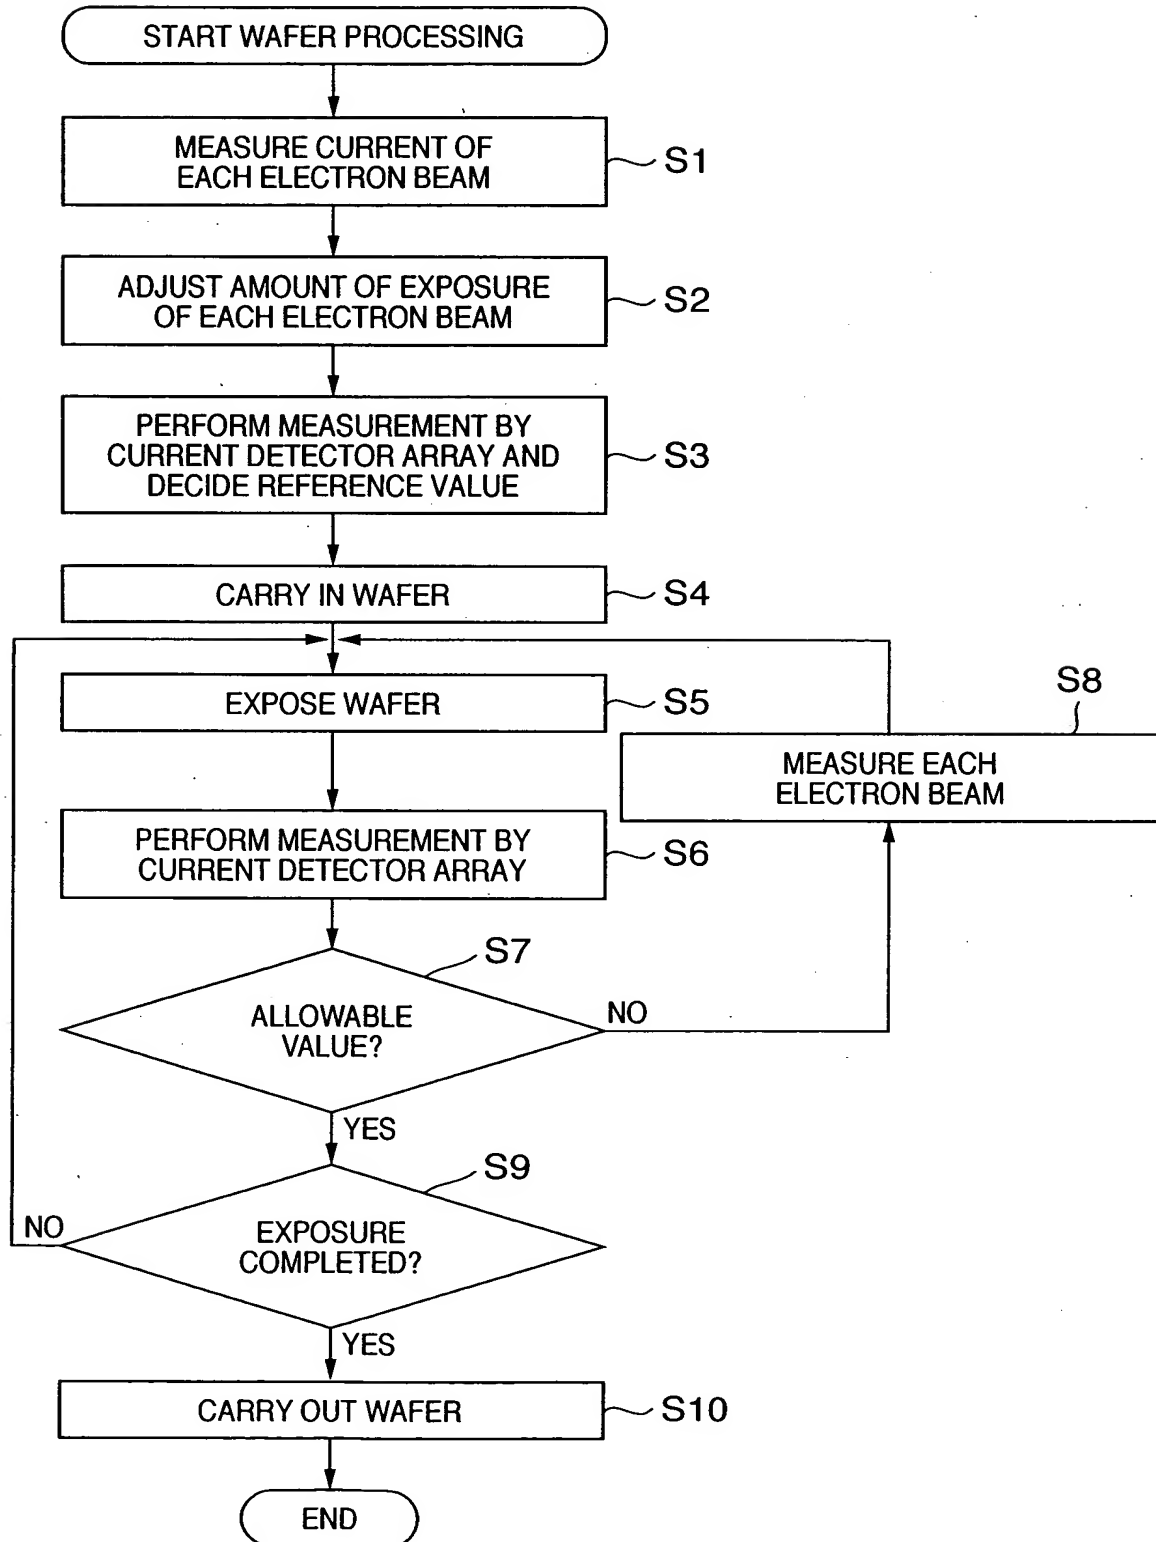 START WAFER PROCESSING
MEASURE CURRENT OF
EACH ELECTRON BEAM
S1
ADJUST AMOUNT OF EXPOSURE
OF EACH ELECTRON BEAM
S2
PERFORM MEASUREMENT BY
CURRENT DETECTOR ARRAY AND
DECIDE REFERENCE VALUE
S3
CARRY IN WAFER
S4
EXPOSE WAFER
S5
S8
MEASURE EACH
ELECTRON BEAM
PERFORM MEASUREMENT BY
CURRENT DETECTOR ARRAY
S6
S7
ALLOWABLE
VALUE?
NO
YES
S9
EXPOSURE
COMPLETED?
NO
YES
CARRY OUT WAFER
S10
END